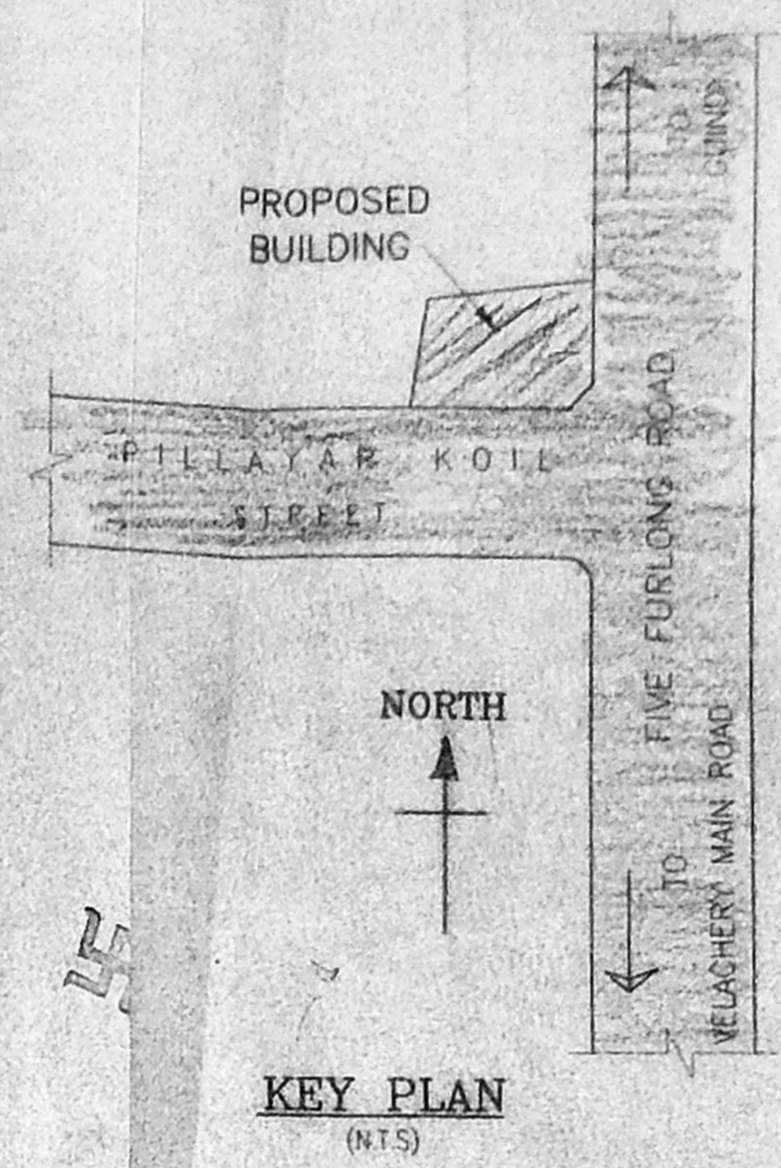 TO
GUINDY
PROPOSED
BUILDING
PILLAYAR KOIL
STREET
FIVE FURLONG ROAD
NORTH
TO
VELACHERY MAIN ROAD
KEY PLAN
(N.T.S)